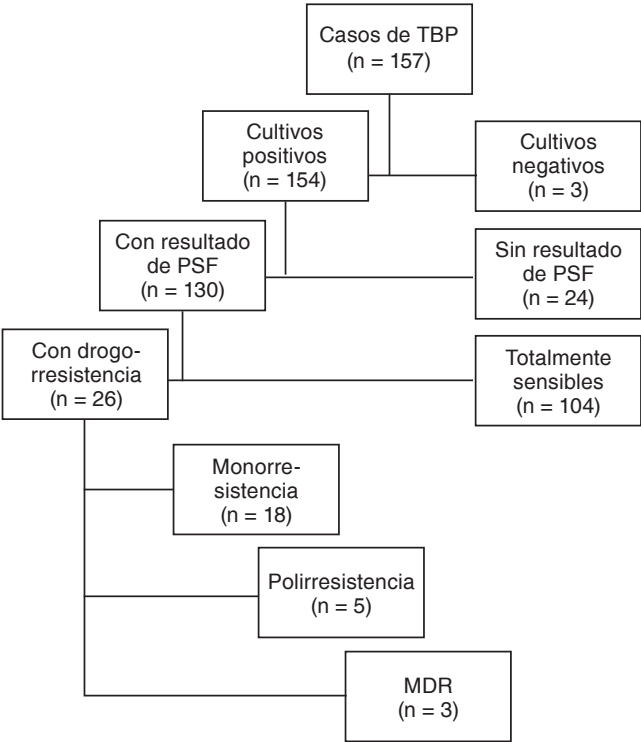 Casos de TBP
(n = 157)
Cultivos
positivos
(n = 154)
Cultivos
negativos
(n = 3)
Con resultado
de PSF
(n = 130)
Sin resultado
de PSF
(n = 24)
Con drogo-
rresistencia
(n = 26)
Totalmente
sensibles
(n = 104)
Monorre-
sistencia
(n = 18)
Polirresistencia
(n = 5)
MDR
(n = 3)